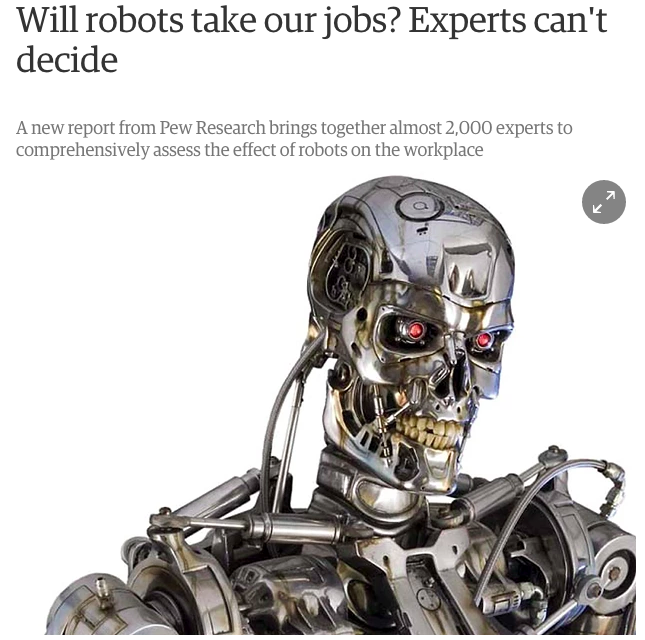 Will robots take our jobs? Experts can't
decide
A new report from Pew Research brings together almost 2,000 experts to
comprehensively assess the effect of robots on the workplace